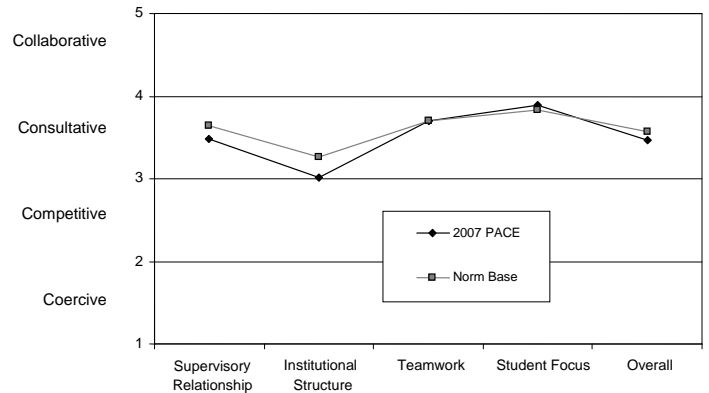 5
Collaborative
4
Consultative
3
Competitive
2
Coercive
1
2007 PACE
Norm Base
Supervisory
Relationship
Institutional
Structure
Teamwork
Student Focus
Overall